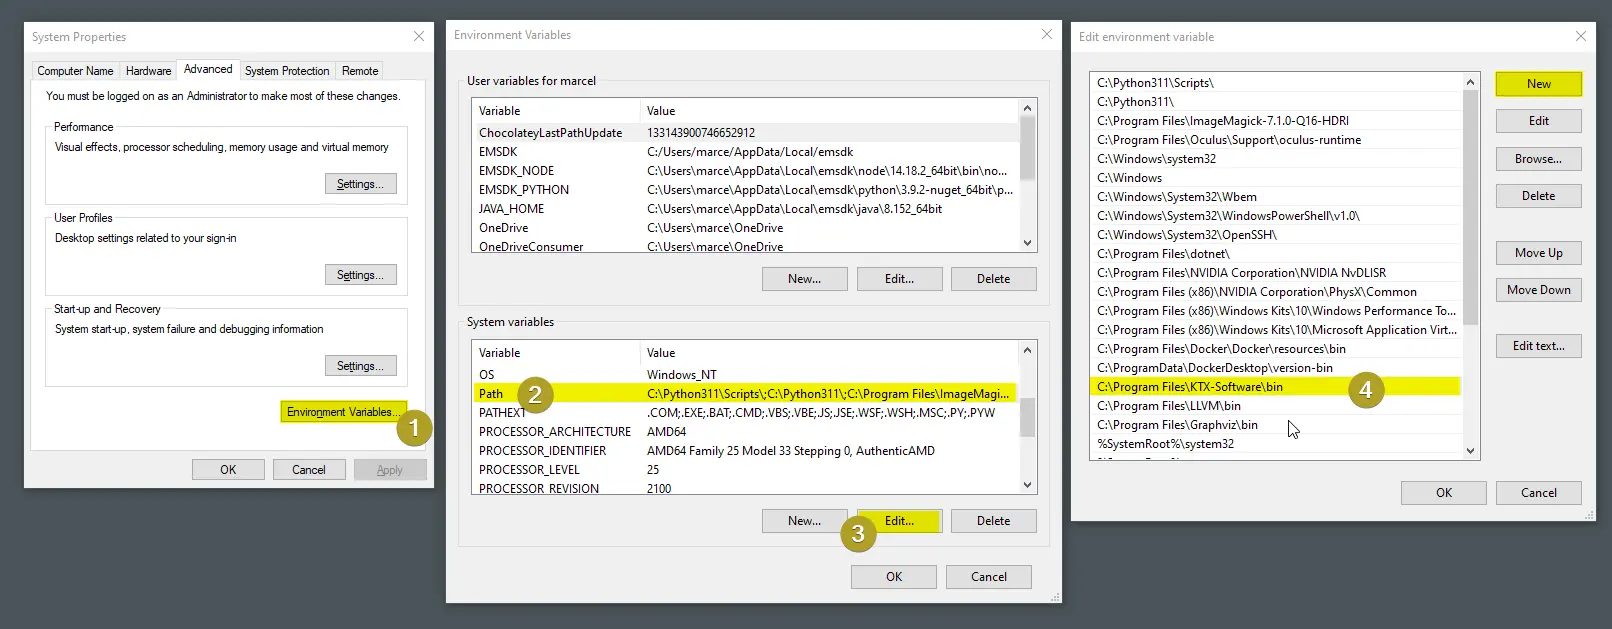 System Properties
Computer Name Hardware Advanced System Protection Remote
You must be logged on as an Administrator to make most of these changes.
Performance
Visual effects, processor scheduling, memory usage and virtual memory
Settings...
User Profiles
Desktop settings related to your sign-in
Settings...
Start-up and Recovery
System start-up, system failure and debugging information
Settings...
Environment Variables...
1
OK Cancel Apply
Environment Variables
User variables for marcel
Variable Value
ChocolateyLastPathUpdate 133143900746652912
EMSDK C:/Users/marce/AppData/Local/emsdk
EMSDK_NODE C:\Users\marce\AppData\Local\emsdk\node\14.18.2_64bit\bin\no...
EMSDK_PYTHON C:\Users\marce\AppData\Local\emsdk\python\3.9.2-nuget_64bit\p...
JAVA_HOME C:\Users\marce\AppData\Local\emsdk\java\8.152_64bit
OneDrive C:\Users\marce\OneDrive
OneDriveConsumer C:\Users\marce\OneDrive
New... Edit... Delete
System variables
Variable Value
OS Windows_NT
Path 2 C:\Python311\Scripts\;C:\Python311\;C:\Program Files\ImageMagi...
PATHEXT .COM;.EXE;.BAT;.CMD;.VBS;.VBE;.JS;.JSE;.WSF;.WSH;.MSC;.PY;.PYW
PROCESSOR_ARCHITECTURE AMD64
PROCESSOR_IDENTIFIER AMD64 Family 25 Model 33 Stepping 0, AuthenticAMD
PROCESSOR_LEVEL 25
PROCESSOR_REVISION 2100
New... Edit... Delete
3
OK Cancel
Edit environment variable
C:\Python311\Scripts\
C:\Python311\
C:\Program Files\ImageMagick-7.1.0-Q16-HDRI
C:\Program Files\Oculus\Support\oculus-runtime
C:\Windows\system32
C:\Windows
C:\Windows\System32\Wbem
C:\Windows\System32\WindowsPowerShell\v1.0\
C:\Windows\System32\OpenSSH\
C:\Program Files\dotnet\
C:\Program Files\NVIDIA Corporation\NVIDIA NvDLISR
C:\Program Files (x86)\NVIDIA Corporation\PhysX\Common
C:\Program Files (x86)\Windows Kits\10\Windows Performance To...
C:\Program Files (x86)\Windows Kits\10\Microsoft Application Virt...
C:\Program Files\Docker\Docker\resources\bin
C:\ProgramData\DockerDesktop\version-bin
C:\Program Files\KTX-Software\bin 4
C:\Program Files\LLVM\bin
C:\Program Files\Graphviz\bin
%SystemRoot%\system32
New
Edit
Browse...
Delete
Move Up
Move Down
Edit text...
OK Cancel